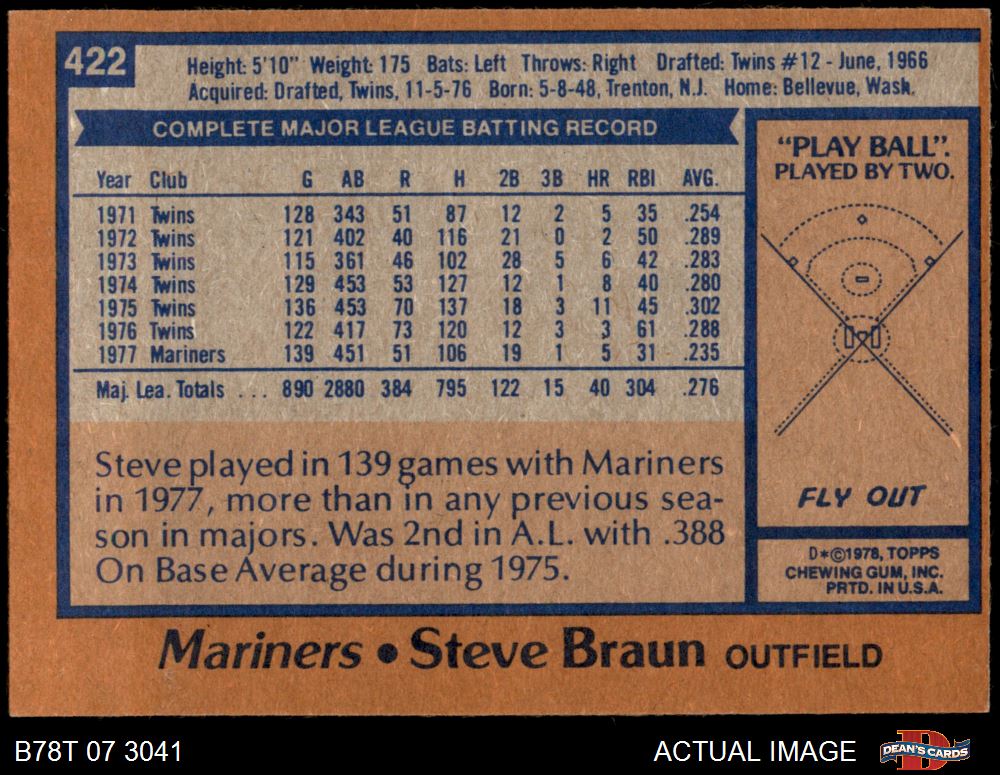 422
Height: 5'10" Weight: 175 Bats: Left Throws: Right Drafted: Twins #12 - June, 1966
Acquired: Drafted, Twins, 11-5-76 Born: 5-8-48, Trenton, N.J. Home: Bellevue, Wash.
COMPLETE MAJOR LEAGUE BATTING RECORD
Year Club G AB R H 2B 3B HR RBI AVG.
1971 Twins 128 343 51 87 12 2 5 35 .254
1972 Twins 121 402 40 116 21 0 2 50 .289
1973 Twins 115 361 46 102 28 5 6 42 .283
1974 Twins 129 453 53 127 12 1 8 40 .280
1975 Twins 136 453 70 137 18 3 11 45 .302
1976 Twins 122 417 73 120 12 3 3 61 .288
1977 Mariners 139 451 51 106 19 1 5 31 .235
Maj. Lea. Totals ... 890 2880 384 795 122 15 40 304 .276
Steve played in 139 games with Mariners
in 1977, more than in any previous sea-
son in majors. Was 2nd in A.L. with .388
On Base Average during 1975.
"PLAY BALL".
PLAYED BY TWO.
FLY OUT
D*©1978, TOPPS
CHEWING GUM, INC.
PRTD. IN U.S.A.
Mariners • Steve Braun OUTFIELD
B78T 07 3041
ACTUAL IMAGE
D
DEAN'S CARDS